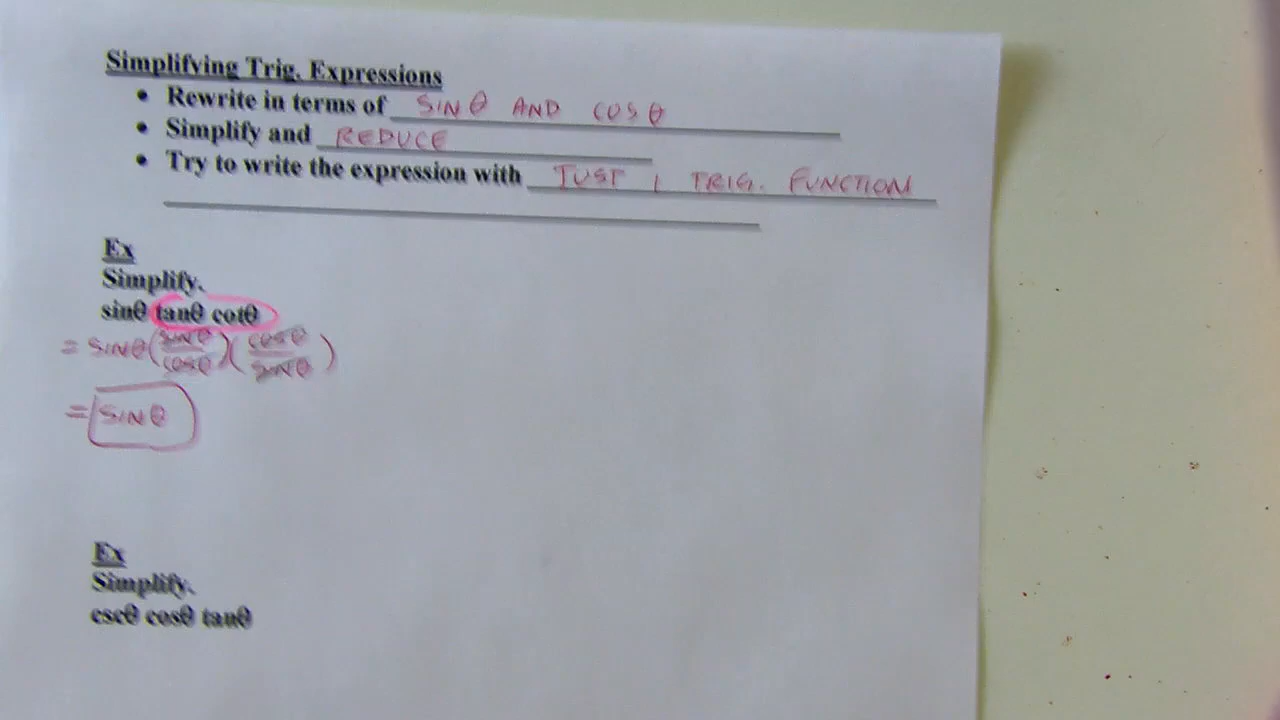 Simplifying Trig. Expressions
• Rewrite in terms of SIN θ AND COS θ
• Simplify and REDUCE
• Try to write the expression with JUST 1 TRIG. FUNCTION
Ex
Simplify.
sinθ tanθ cotθ
= SINθ(SINθ/COSθ)(COSθ/SINθ)
= SINθ
Ex
Simplify.
cscθ cosθ tanθ